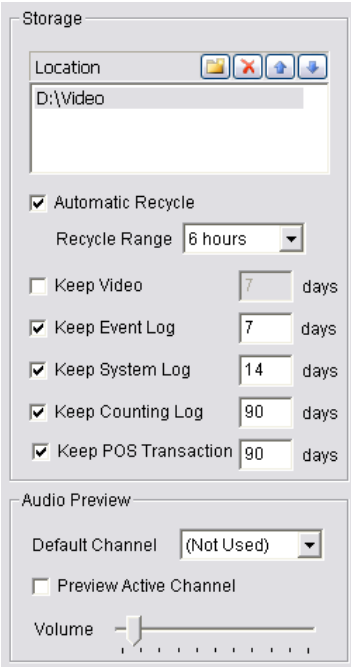 Storage
Location
D:\Video
Automatic Recycle
Recycle Range 6 hours
Keep Video 7 days
Keep Event Log 7 days
Keep System Log 14 days
Keep Counting Log 90 days
Keep POS Transaction 90 days
Audio Preview
Default Channel (Not Used)
Preview Active Channel
Volume